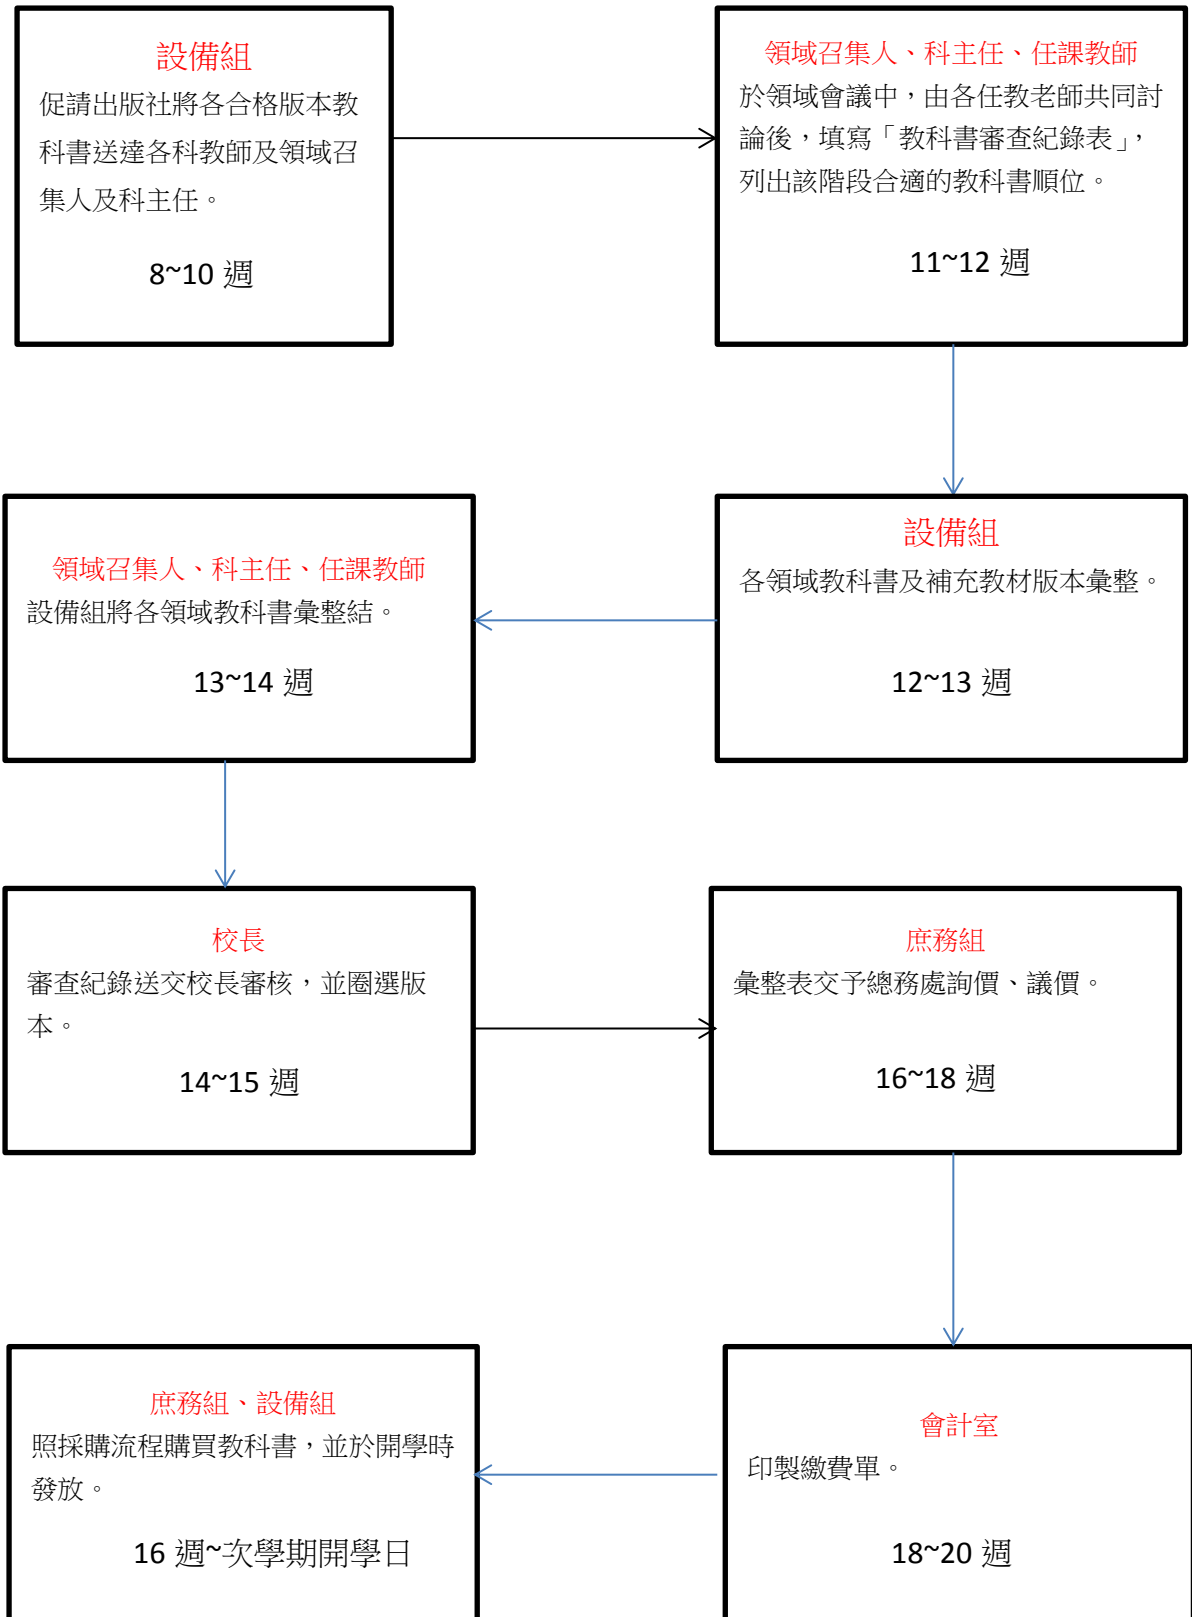 設備組
促請出版社將各合格版本教
科書送達各科教師及領域召
集人及科主任。
8~10 週
領域召集人、科主任、任課教師
於領域會議中，由各任教老師共同討
論後，填寫「教科書審查紀錄表」，
列出該階段合適的教科書順位。
11~12 週
設備組
各領域教科書及補充教材版本彙整。
12~13 週
領域召集人、科主任、任課教師
設備組將各領域教科書彙整結。
13~14 週
校長
審查紀錄送交校長審核，並圈選版
本。
14~15 週
庶務組
彙整表交予總務處詢價、議價。
16~18 週
會計室
印製繳費單。
18~20 週
庶務組、設備組
照採購流程購買教科書，並於開學時
發放。
16 週~次學期開學日